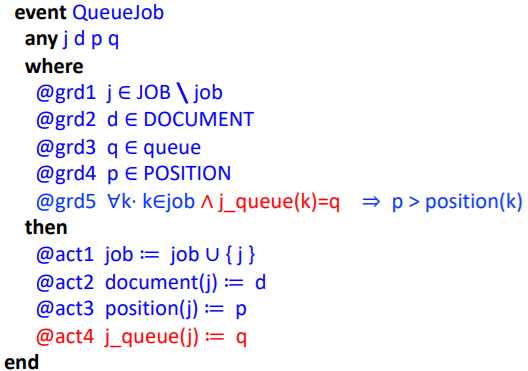 event QueueJob
any j d p q
where
@grd1 j ∈ JOB \ job
@grd2 d ∈ DOCUMENT
@grd3 q ∈ queue
@grd4 p ∈ POSITION
@grd5 ∀k· k∈job ∧ j_queue(k)=q ⇒ p > position(k)
then
@act1 job ≔ job ∪ { j }
@act2 document(j) ≔ d
@act3 position(j) ≔ p
@act4 j_queue(j) ≔ q
end